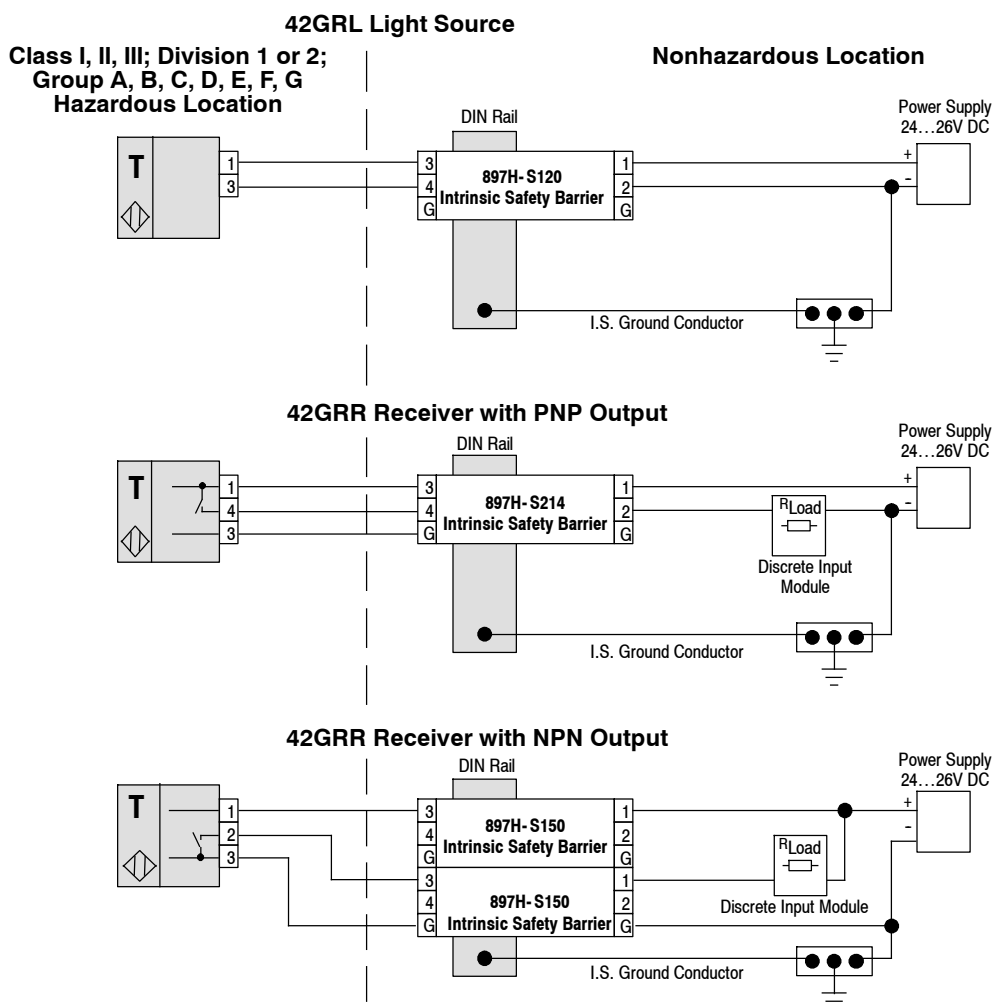 42GRL Light Source
Class I, II, III; Division 1 or 2;
Group A, B, C, D, E, F, G
Hazardous Location
Nonhazardous Location
DIN Rail
Power Supply
24...26V DC
T
1
3
3
4
G
897H-S120
Intrinsic Safety Barrier
1
2
G
+
-
I.S. Ground Conductor
42GRR Receiver with PNP Output
DIN Rail
Power Supply
24...26V DC
T
1
4
3
3
4
G
897H-S214
Intrinsic Safety Barrier
1
2
G
+
-
RLoad
Discrete Input
Module
I.S. Ground Conductor
42GRR Receiver with NPN Output
DIN Rail
Power Supply
24...26V DC
T
1
2
3
3
4
G
897H-S150
Intrinsic Safety Barrier
1
2
G
3
4
G
897H-S150
Intrinsic Safety Barrier
1
2
G
+
-
RLoad
Discrete Input Module
I.S. Ground Conductor